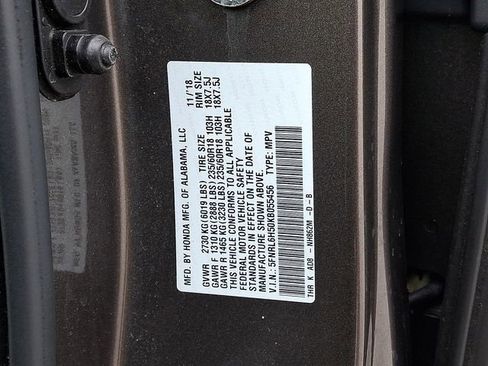 MFD. BY HONDA MFG. OF ALABAMA, LLC 11/'18
TIRE SIZE RIM SIZE
GVWR 2730 KG (6019 LBS)
GAWR F 1310 KG (2888 LBS) 235/60R18 103H 18X7.5J
GAWR R 1465 KG (3230 LBS) 235/60R18 103H 18X7.5J
THIS VEHICLE CONFORMS TO ALL APPLICABLE
FEDERAL MOTOR VEHICLE SAFETY
STANDARDS IN EFFECT ON THE DATE OF
MANUFACTURE SHOWN ABOVE.
V.I.N.: 5FNRL6H50KB055456 TYPE: MPV
THR K A08 - NH862M -D -B